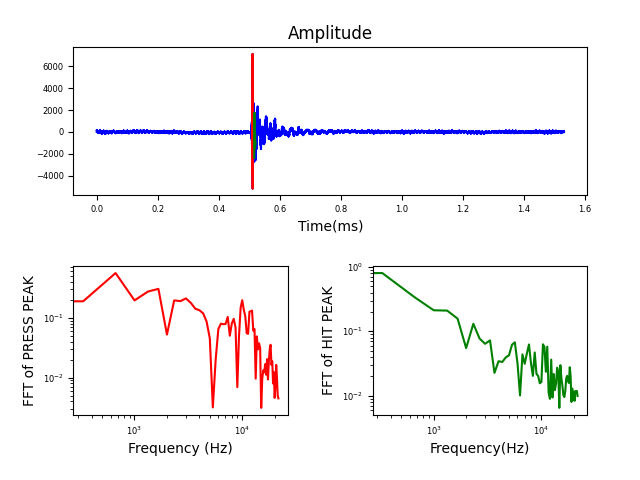 Amplitude
6000
4000
2000
0
−2000
−4000
0.0 0.2 0.4 0.6 0.8 1.0 1.2 1.4 1.6
Time(ms)
FFT of PRESS PEAK
10⁻¹
10⁻²
10³ 10⁴
Frequency (Hz)
FFT of HIT PEAK
10⁰
10⁻¹
10⁻²
10³ 10⁴
Frequency(Hz)